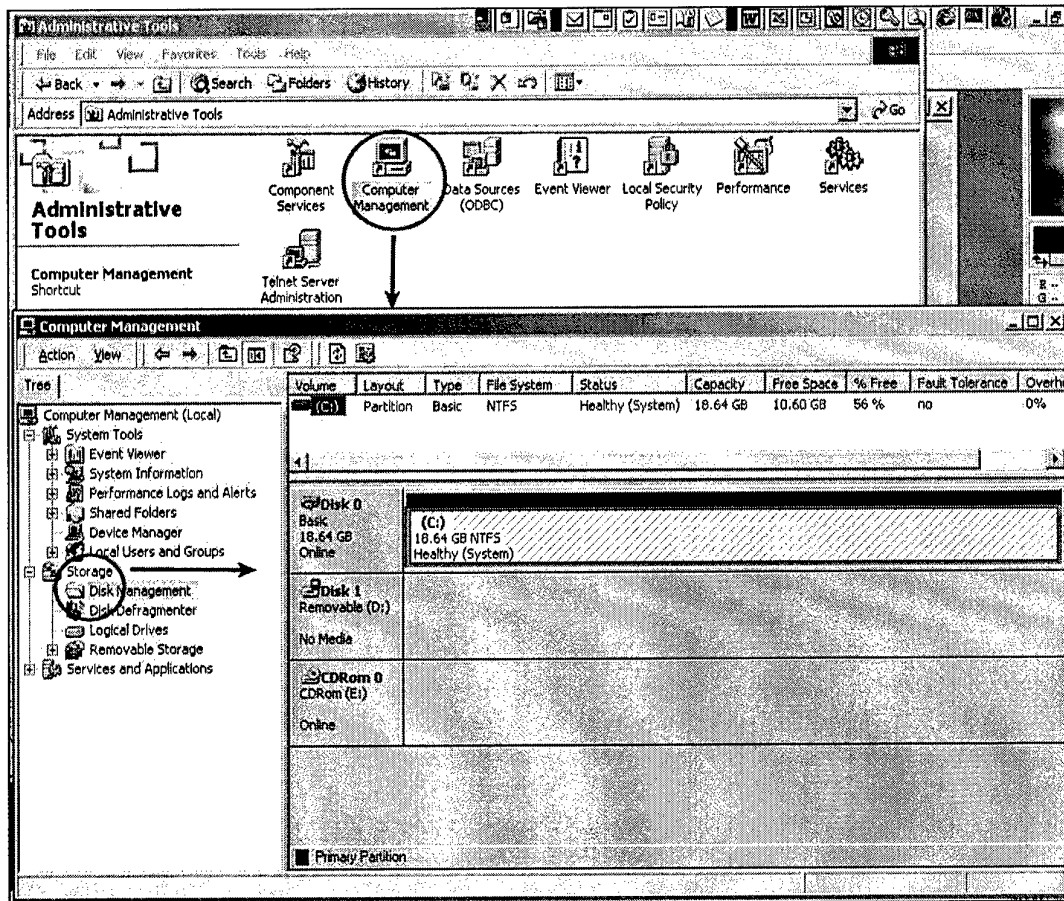 Administrative Tools
File Edit View Favorites Tools Help
Back Search Folders History
Address Administrative Tools Go
Component Services
Computer Management
Data Sources (ODBC)
Event Viewer
Local Security Policy
Performance
Services
Administrative Tools
Telnet Server Administration
Computer Management
Shortcut
R --
G --
Computer Management
Action View
Tree
Computer Management (Local)
System Tools
Event Viewer
System Information
Performance Logs and Alerts
Shared Folders
Device Manager
Local Users and Groups
Storage
Disk Management
Disk Defragmenter
Logical Drives
Removable Storage
Services and Applications
Volume Layout Type File System Status Capacity Free Space % Free Fault Tolerance Overh
(C:) Partition Basic NTFS Healthy (System) 18.64 GB 10.60 GB 56 % no 0%
Disk 0
Basic
18.64 GB
Online
(C:)
18.64 GB NTFS
Healthy (System)
Disk 1
Removable (D:)
No Media
CDRom 0
CDRom (E:)
Online
Primary Partition